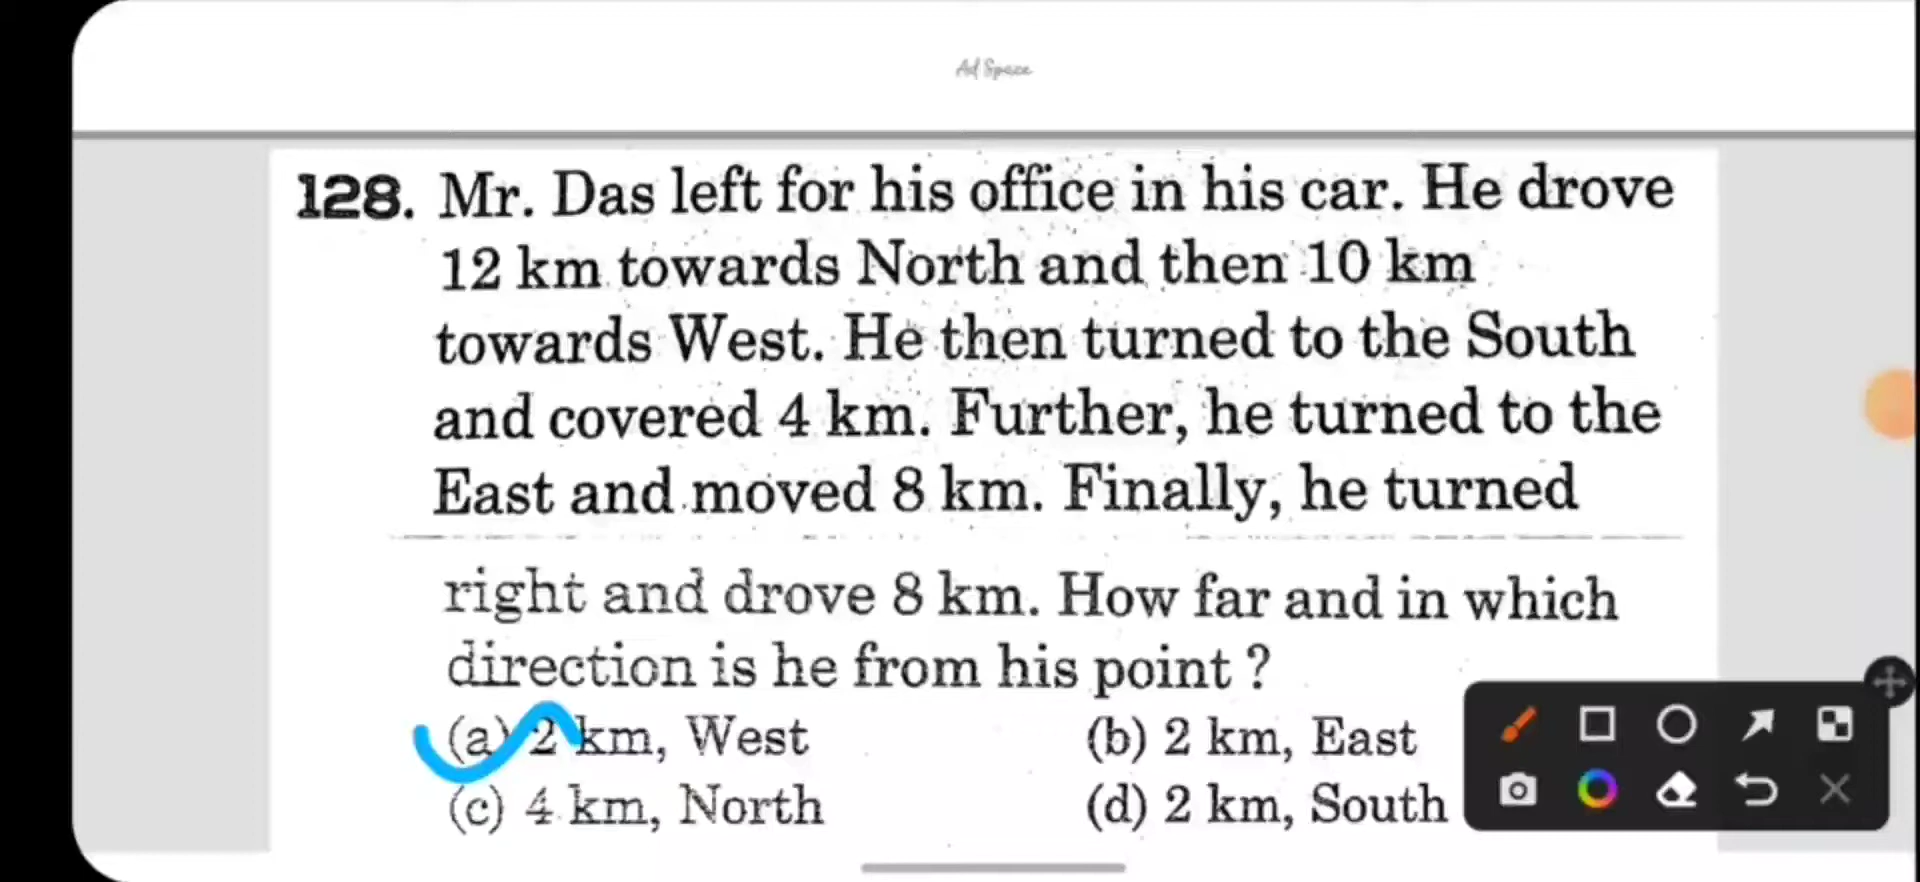 Ad Space
128. Mr. Das left for his office in his car. He drove
12 km towards North and then 10 km
towards West. He then turned to the South
and covered 4 km. Further, he turned to the
East and moved 8 km. Finally, he turned
right and drove 8 km. How far and in which
direction is he from his point ?
(a) 2 km, West (b) 2 km, East
(c) 4 km, North (d) 2 km, South